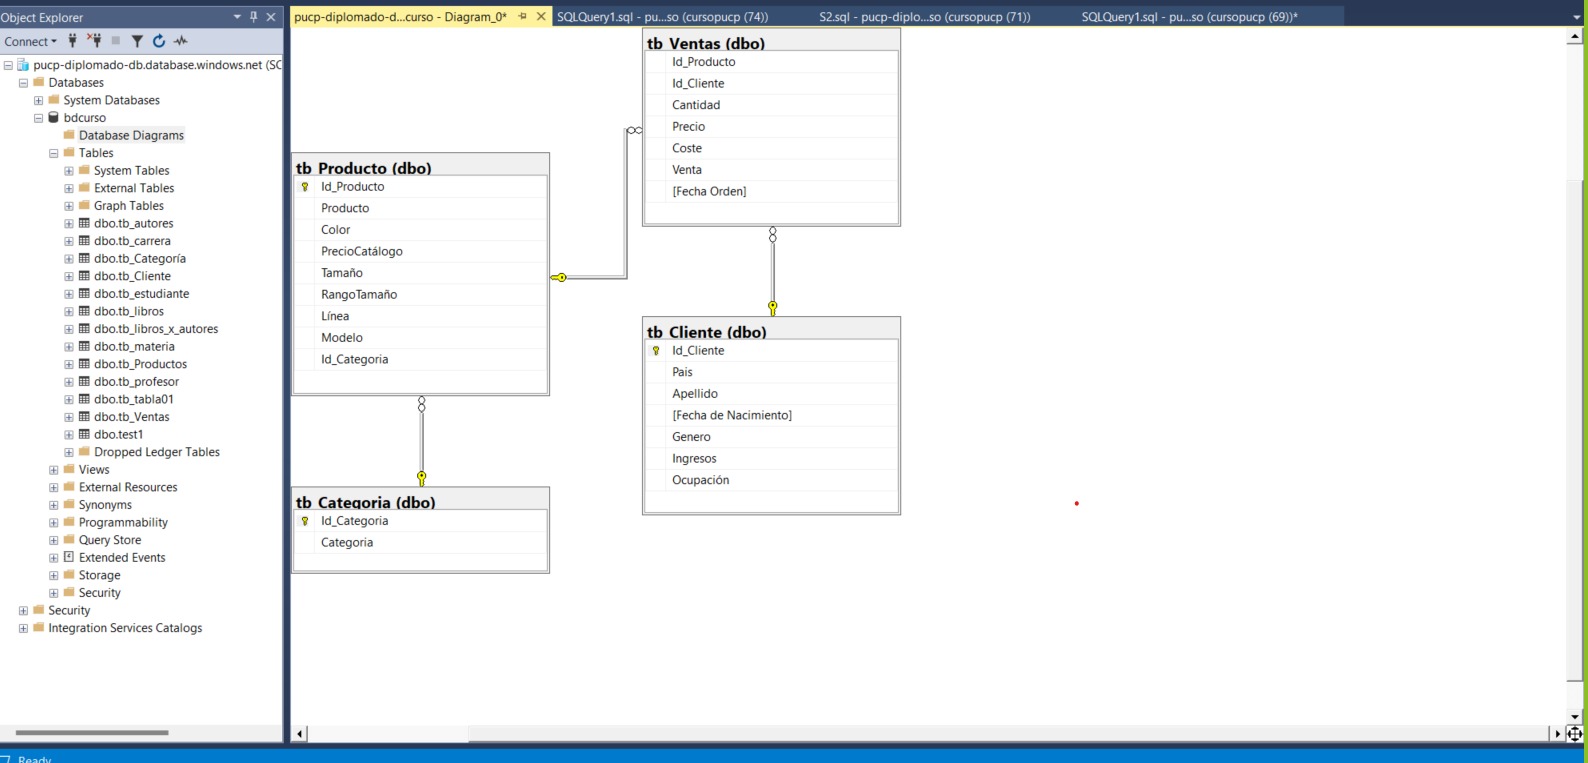 Object Explorer
Connect
pucp-diplomado-db.database.windows.net (SC
Databases
System Databases
bdcurso
Database Diagrams
Tables
System Tables
External Tables
Graph Tables
dbo.tb_autores
dbo.tb_carrera
dbo.tb_Categoría
dbo.tb_Cliente
dbo.tb_estudiante
dbo.tb_libros
dbo.tb_libros_x_autores
dbo.tb_materia
dbo.tb_Productos
dbo.tb_profesor
dbo.tb_tabla01
dbo.tb_Ventas
dbo.test1
Dropped Ledger Tables
Views
External Resources
Synonyms
Programmability
Query Store
Extended Events
Storage
Security
Security
Integration Services Catalogs
pucp-diplomado-d...curso - Diagram_0*
SQLQuery1.sql - pu...so (cursopucp (74))
S2.sql - pucp-diplo...so (cursopucp (71))
SQLQuery1.sql - pu...so (cursopucp (69))*
tb_Ventas (dbo)
Id_Producto
Id_Cliente
Cantidad
Precio
Coste
Venta
[Fecha Orden]
tb_Producto (dbo)
Id_Producto
Producto
Color
PrecioCatálogo
Tamaño
RangoTamaño
Línea
Modelo
Id_Categoria
tb_Cliente (dbo)
Id_Cliente
Pais
Apellido
[Fecha de Nacimiento]
Genero
Ingresos
Ocupación
tb_Categoria (dbo)
Id_Categoria
Categoria
Ready